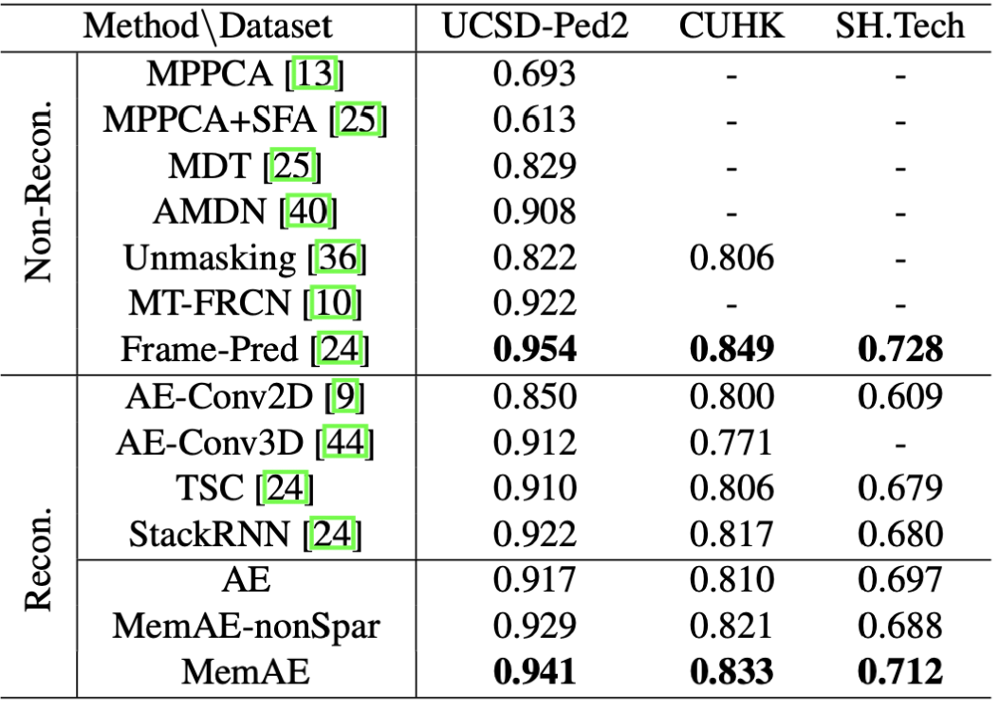 Method\Dataset UCSD-Ped2 CUHK SH.Tech
Non-Recon.
MPPCA [13] 0.693 - -
MPPCA+SFA [25] 0.613 - -
MDT [25] 0.829 - -
AMDN [40] 0.908 - -
Unmasking [36] 0.822 0.806 -
MT-FRCN [10] 0.922 - -
Frame-Pred [24] 0.954 0.849 0.728
Recon.
AE-Conv2D [9] 0.850 0.800 0.609
AE-Conv3D [44] 0.912 0.771 -
TSC [24] 0.910 0.806 0.679
StackRNN [24] 0.922 0.817 0.680
AE 0.917 0.810 0.697
MemAE-nonSpar 0.929 0.821 0.688
MemAE 0.941 0.833 0.712